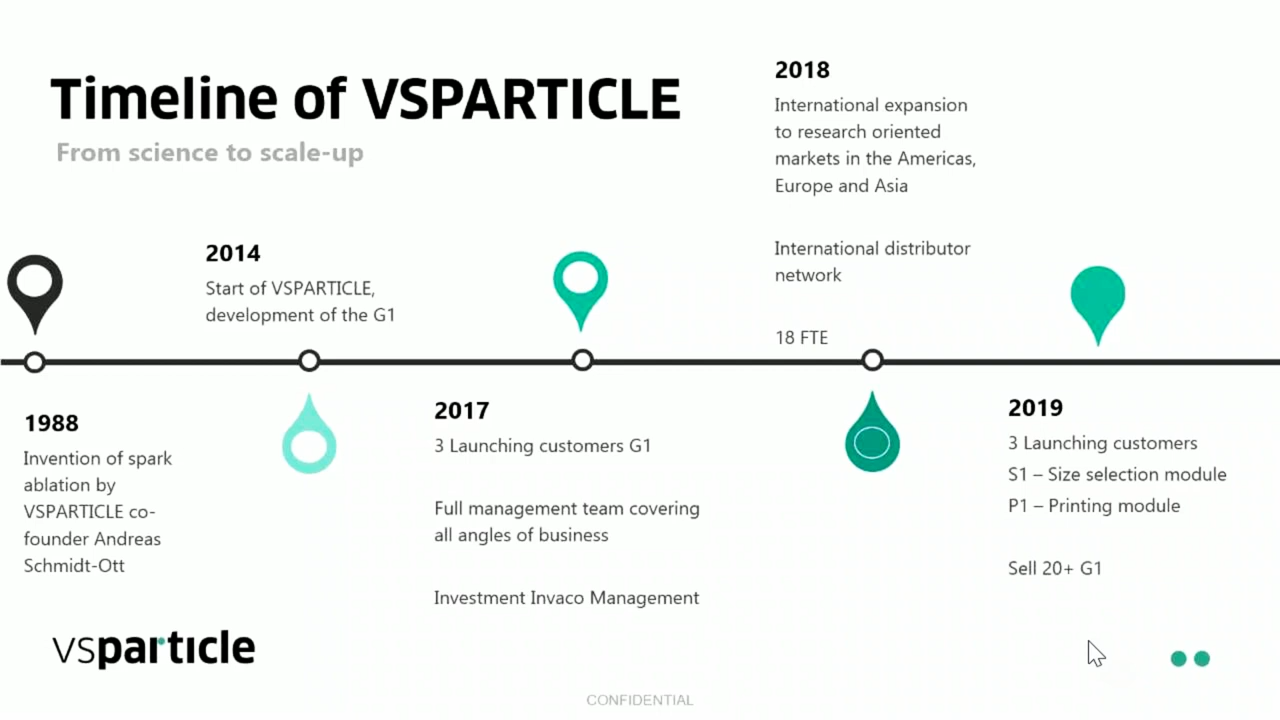 Timeline of VSPARTICLE
From science to scale-up
1988
Invention of spark
ablation by
VSPARTICLE co-
founder Andreas
Schmidt-Ott
2014
Start of VSPARTICLE,
development of the G1
2017
3 Launching customers G1
Full management team covering
all angles of business
Investment Invaco Management
2018
International expansion
to research oriented
markets in the Americas,
Europe and Asia
International distributor
network
18 FTE
2019
3 Launching customers
S1 – Size selection module
P1 – Printing module
Sell 20+ G1
vsparticle
CONFIDENTIAL